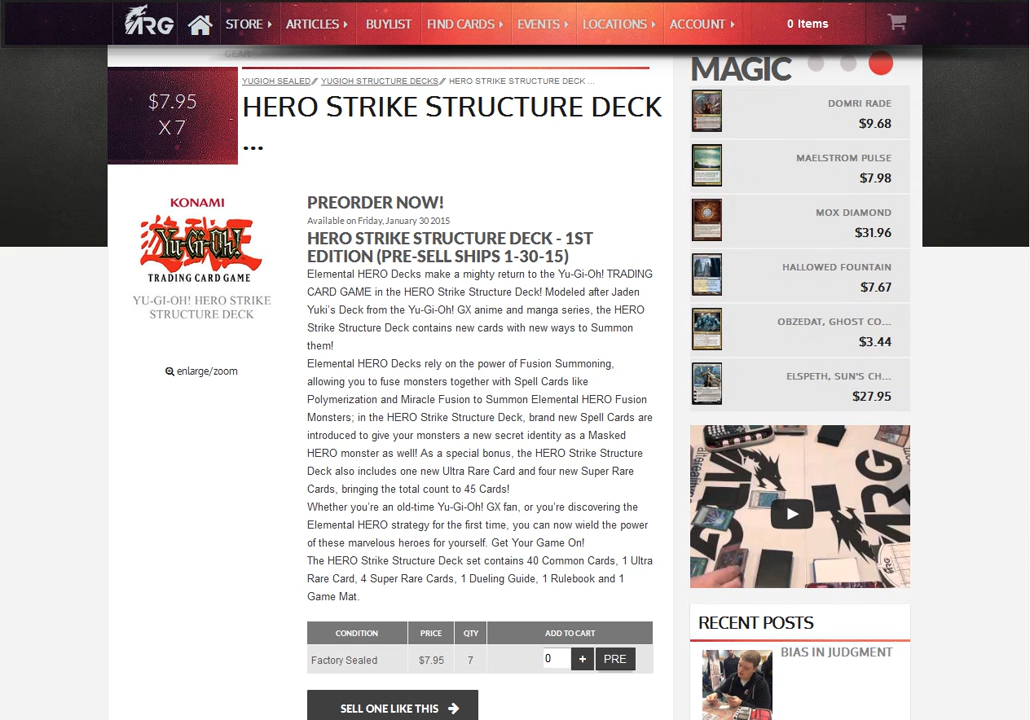 ARG
STORE
ARTICLES
BUYLIST
FIND CARDS
EVENTS
LOCATIONS
ACCOUNT
0 Items
GEAR
$7.95
X 7
YUGIOH SEALED// YUGIOH STRUCTURE DECKS// HERO STRIKE STRUCTURE DECK ...
HERO STRIKE STRUCTURE DECK
...
KONAMI
Yu-Gi-Oh!
TRADING CARD GAME
YU-GI-OH! HERO STRIKE
STRUCTURE DECK
enlarge/zoom
PREORDER NOW!
Available on Friday, January 30 2015
HERO STRIKE STRUCTURE DECK - 1ST
EDITION (PRE-SELL SHIPS 1-30-15)
Elemental HERO Decks make a mighty return to the Yu-Gi-Oh! TRADING
CARD GAME in the HERO Strike Structure Deck! Modeled after Jaden
Yuki's Deck from the Yu-Gi-Oh! GX anime and manga series, the HERO
Strike Structure Deck contains new cards with new ways to Summon
them!
Elemental HERO Decks rely on the power of Fusion Summoning,
allowing you to fuse monsters together with Spell Cards like
Polymerization and Miracle Fusion to Summon Elemental HERO Fusion
Monsters; in the HERO Strike Structure Deck, brand new Spell Cards are
introduced to give your monsters a new secret identity as a Masked
HERO monster as well! As a special bonus, the HERO Strike Structure
Deck also includes one new Ultra Rare Card and four new Super Rare
Cards, bringing the total count to 45 Cards!
Whether you're an old-time Yu-Gi-Oh! GX fan, or you're discovering the
Elemental HERO strategy for the first time, you can now wield the power
of these marvelous heroes for yourself. Get Your Game On!
The HERO Strike Structure Deck set contains 40 Common Cards, 1 Ultra
Rare Card, 4 Super Rare Cards, 1 Dueling Guide, 1 Rulebook and 1
Game Mat.
CONDITION PRICE QTY ADD TO CART
Factory Sealed $7.95 7 0 + PRE
SELL ONE LIKE THIS
MAGIC
DOMRI RADE
$9.68
MAELSTROM PULSE
$7.98
MOX DIAMOND
$31.96
HALLOWED FOUNTAIN
$7.67
OBZEDAT, GHOST CO...
$3.44
ELSPETH, SUN'S CH...
$27.95
ARG
RECENT POSTS
BIAS IN JUDGMENT